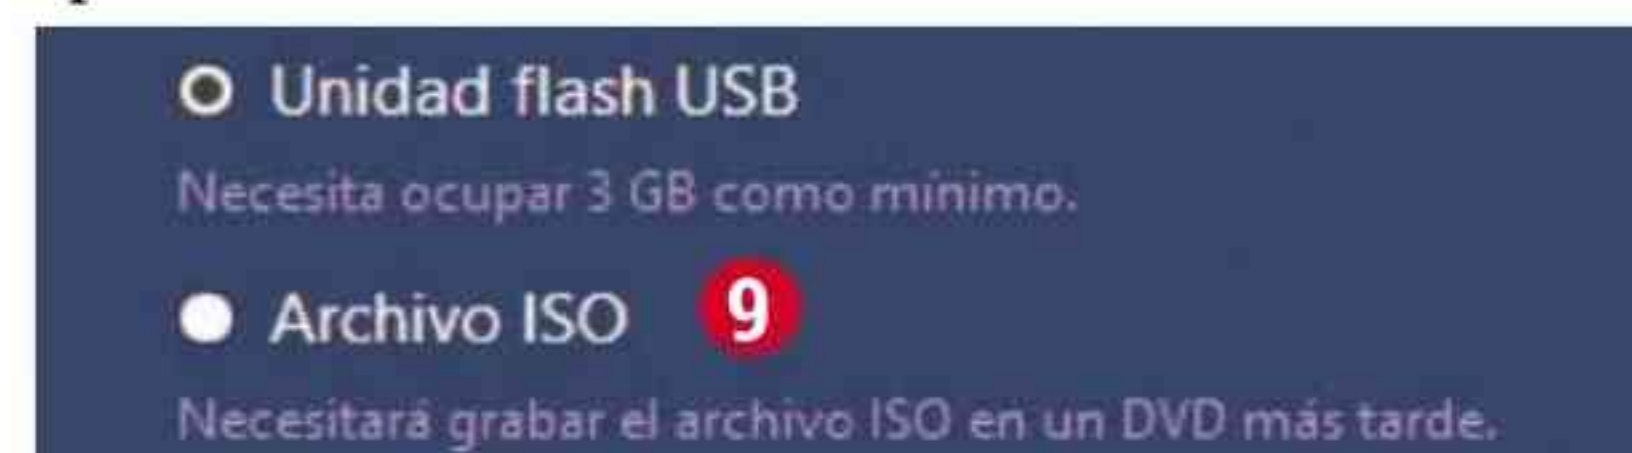 Unidad flash USB
Necesita ocupar 3 GB como mínimo.
Archivo ISO 9
Necesitará grabar el archivo ISO en un DVD más tarde.